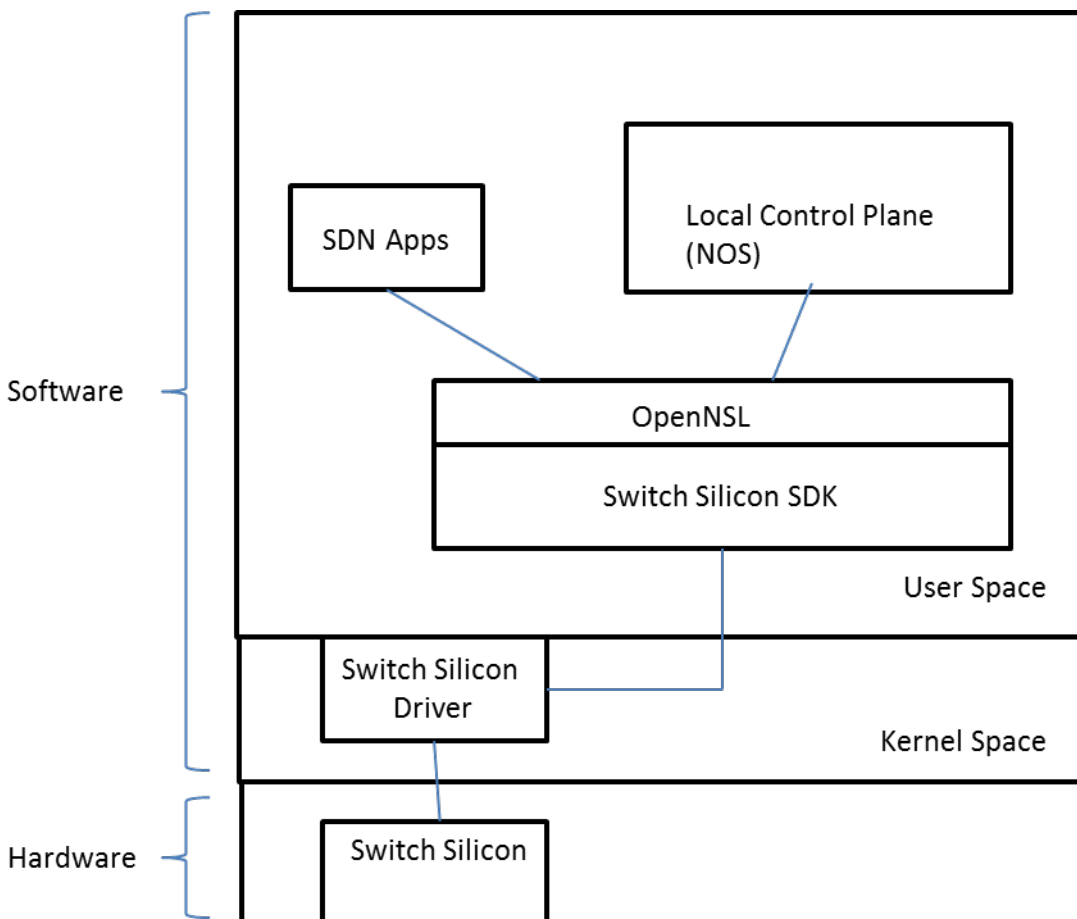 SDN Apps
Local Control Plane
(NOS)
Software
OpenNSL
Switch Silicon SDK
User Space
Switch Silicon
Driver
Kernel Space
Hardware
Switch Silicon